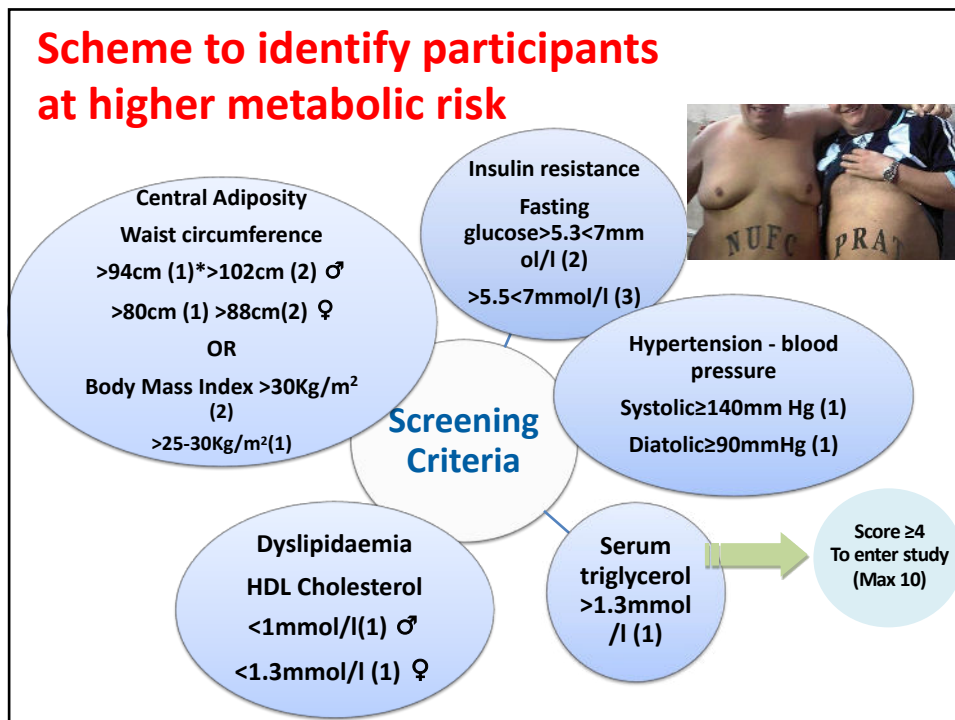 Scheme to identify participants
at higher metabolic risk
Central Adiposity
Waist circumference
>94cm (1)*>102cm (2) ♂
>80cm (1) >88cm(2) ♀
OR
Body Mass Index >30Kg/m²
(2)
>25-30Kg/m²(1)
Insulin resistance
Fasting
glucose>5.3<7mm
ol/l (2)
>5.5<7mmol/l (3)
NUFC PRAT
Hypertension - blood
pressure
Systolic≥140mm Hg (1)
Diatolic≥90mmHg (1)
Screening
Criteria
Dyslipidaemia
HDL Cholesterol
<1mmol/l(1) ♂
<1.3mmol/l (1) ♀
Serum
triglycerol
>1.3mmol
/l (1)
Score ≥4
To enter study
(Max 10)